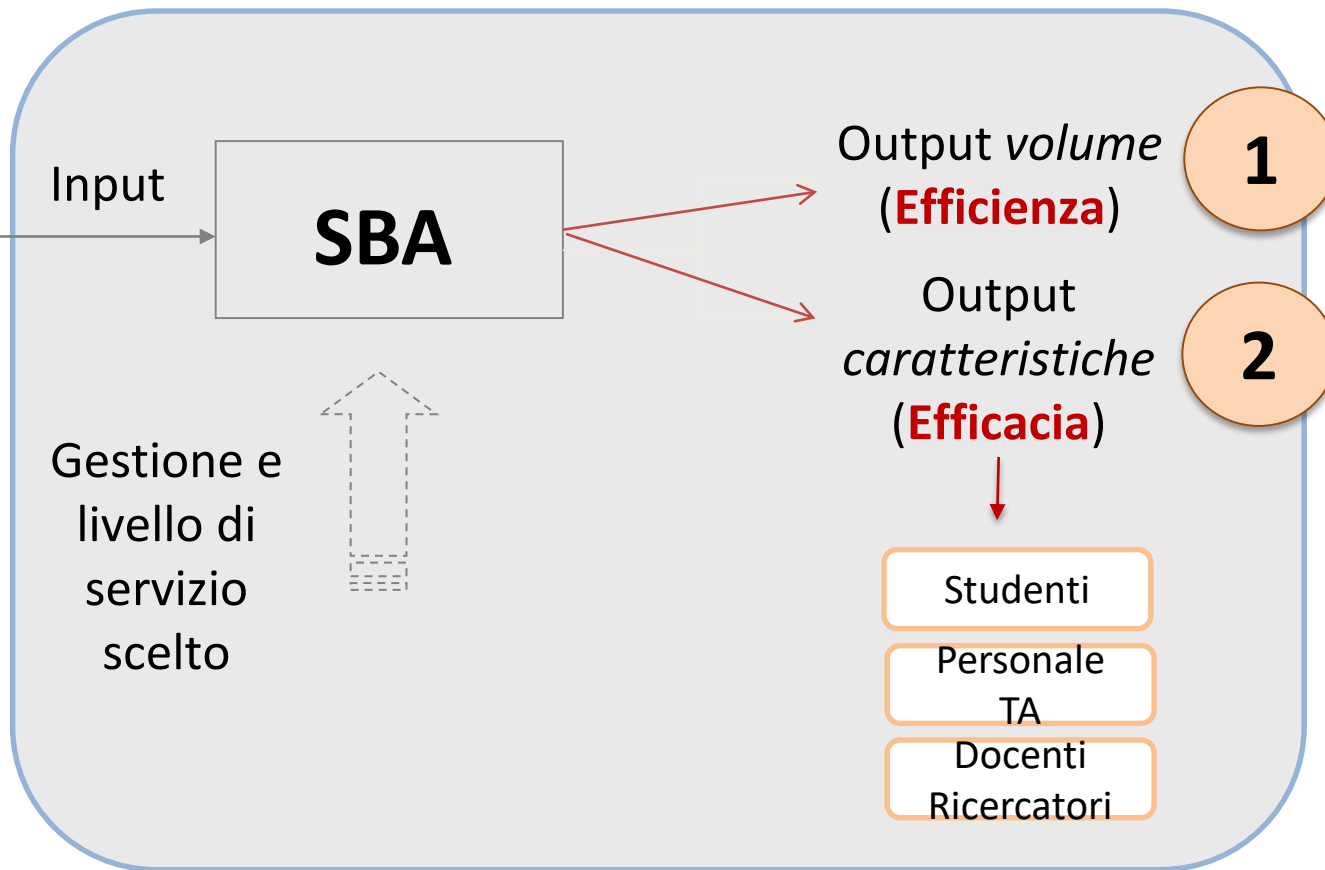 Input
SBA
Output volume
(Efficienza)
1
Output
caratteristiche
(Efficacia)
2
Gestione e
livello di
servizio
scelto
Studenti
Personale
TA
Docenti
Ricercatori